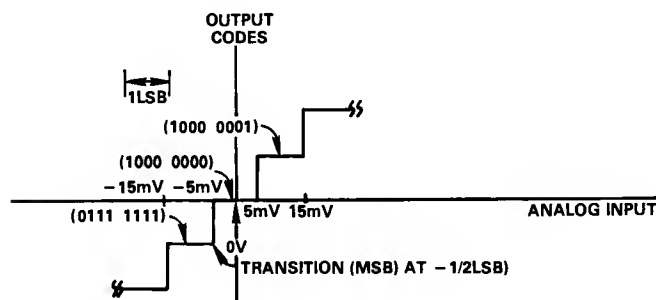 OUTPUT
CODES
1LSB
(1000 0001)
(1000 0000)
−15mV −5mV
5mV 15mV
ANALOG INPUT
(0111 1111)
0V
TRANSITION (MSB) AT −1/2LSB)